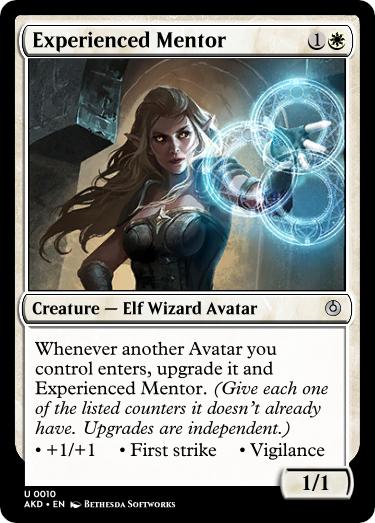 Experienced Mentor 1
Creature — Elf Wizard Avatar
Whenever another Avatar you
control enters, upgrade it and
Experienced Mentor. (Give each one
of the listed counters it doesn't already
have. Upgrades are independent.)
• +1/+1 • First strike • Vigilance
1/1
U 0010
AKD • EN Bethesda Softworks